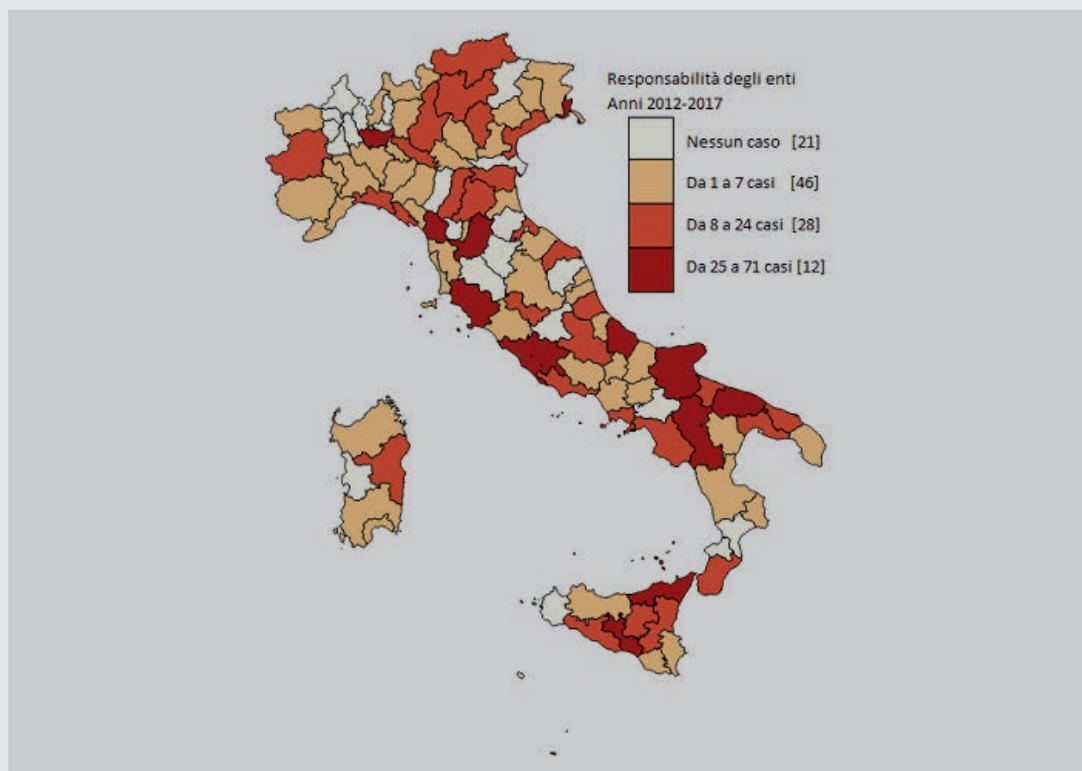 Responsabilità degli enti
Anni 2012-2017
Nessun caso [21]
Da 1 a 7 casi [46]
Da 8 a 24 casi [28]
Da 25 a 71 casi [12]